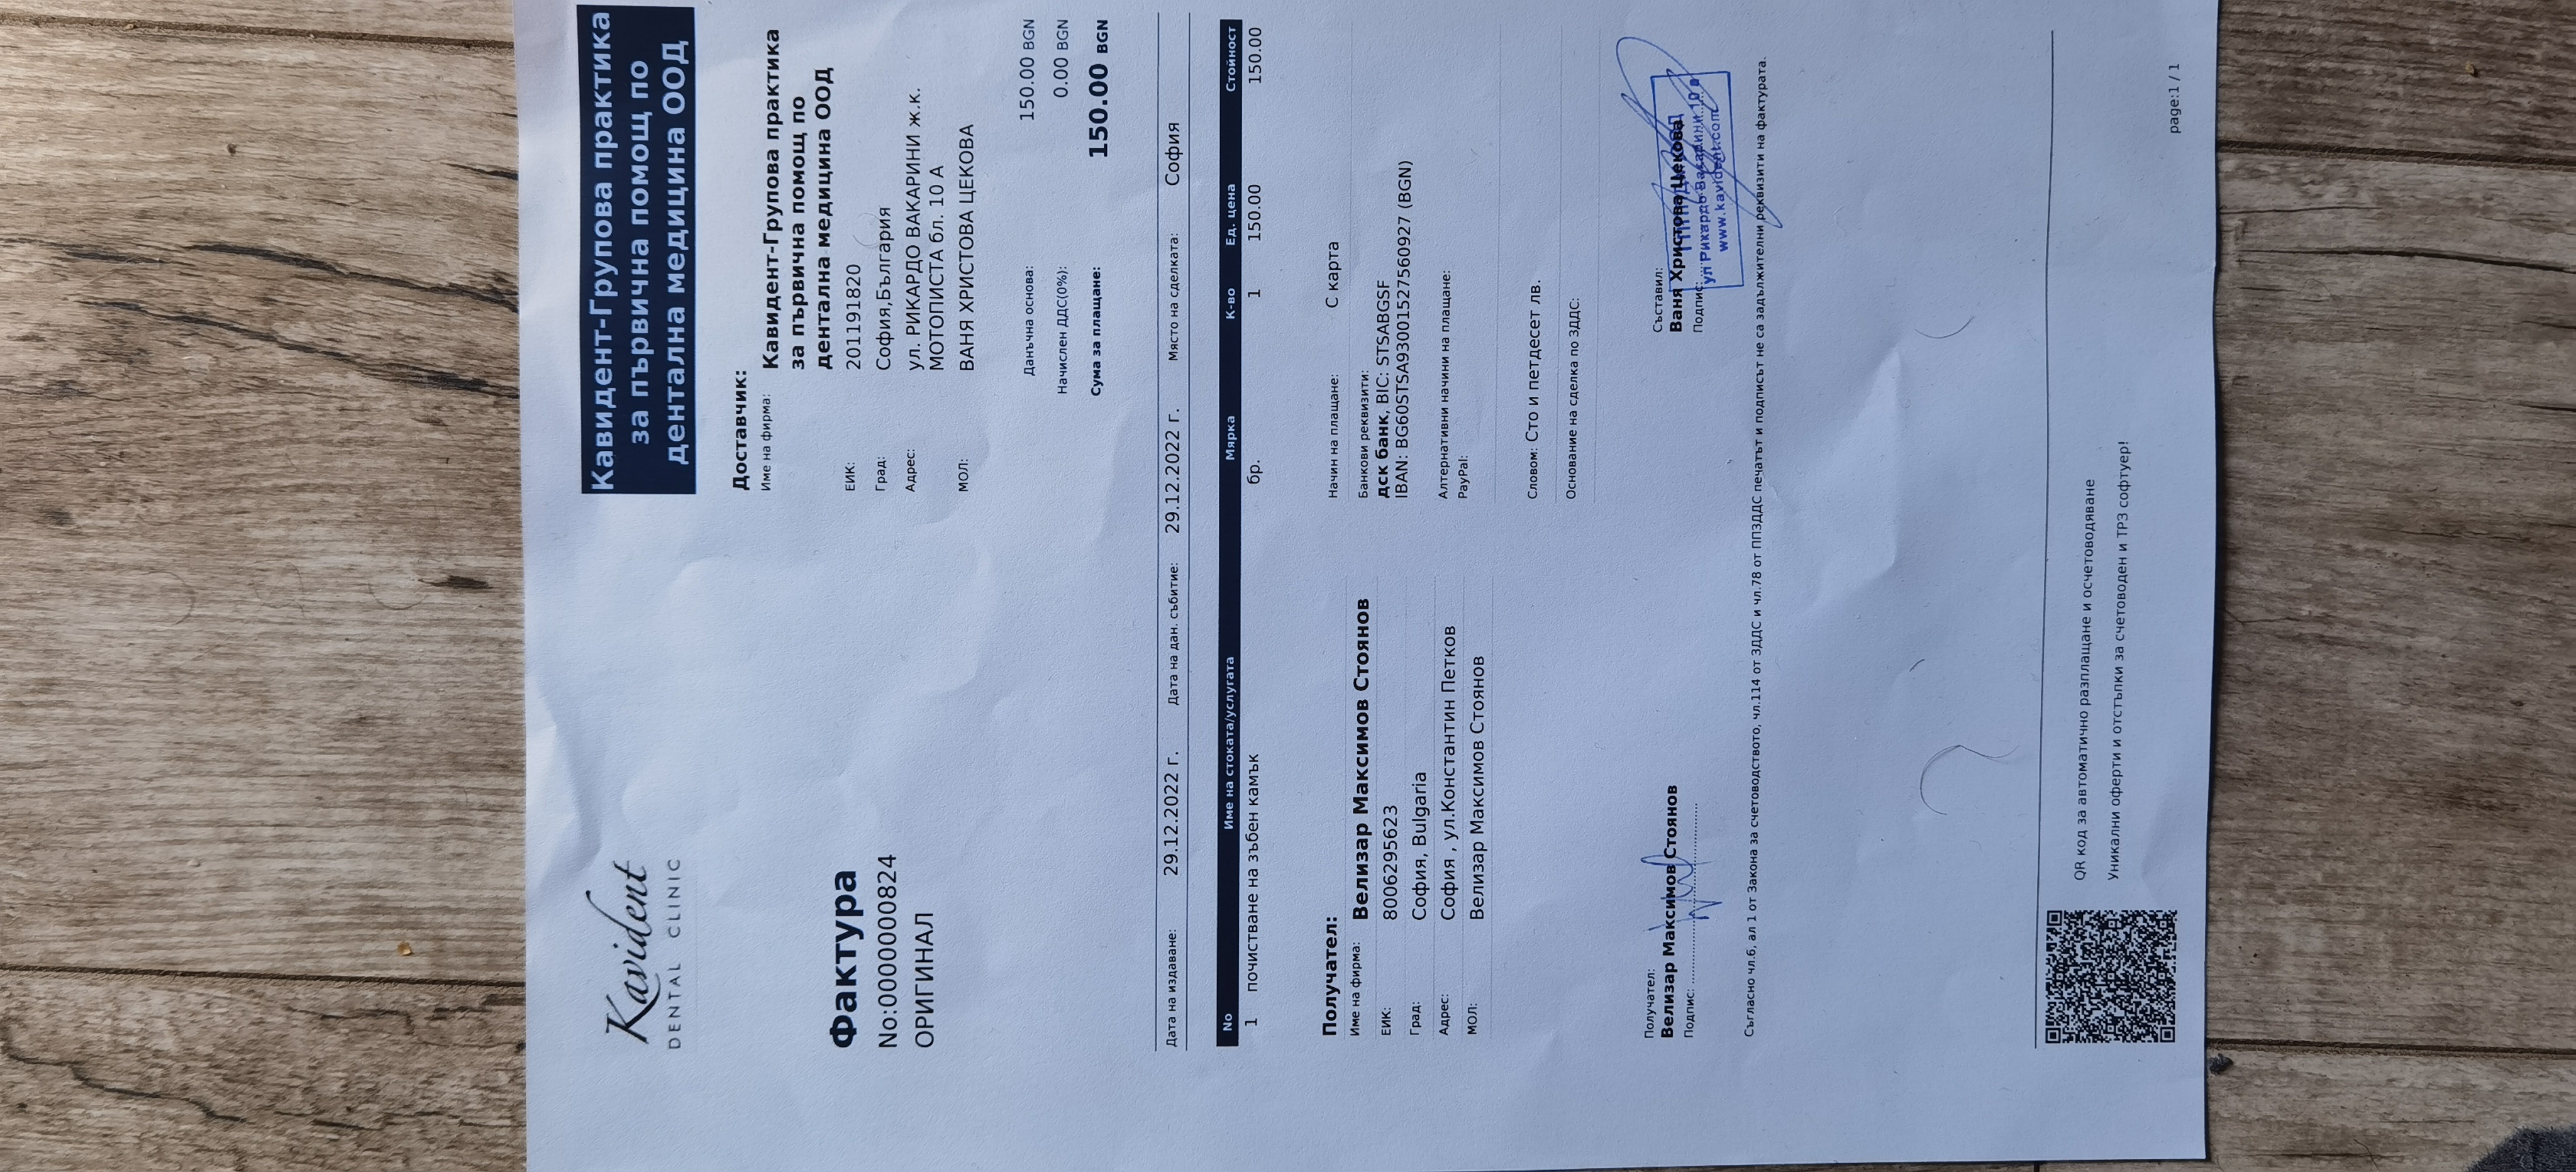 Kavident
DENTAL CLINIC
Кавидент-Групова практика
за първична помощ по
дентална медицина ООД
Доставчик:
Име на фирма: Кавидент-Групова практика
за първична помощ по
дентална медицина ООД
ЕИК: 201191820
Град: София,България
Адрес: ул. РИКАРДО ВАКАРИНИ ж.к.
МОТОПИСТА бл. 10 А
МОЛ: ВАНЯ ХРИСТОВА ЦЕКОВА
Фактура
No:0000000824
ОРИГИНАЛ
Данъчна основа: 150.00 BGN
Начислен ДДС(0%): 0.00 BGN
Сума за плащане: 150.00 BGN
Дата на издаване: 29.12.2022 г. Дата на дан. събитие: 29.12.2022 г. Място на сделката: София
No Име на стоката/услугата Мярка К-во Ед. цена Стойност
1 почистване на зъбен камък бр. 1 150.00 150.00
Получател:
Име на фирма: Велизар Максимов Стоянов
ЕИК: 8006295623
Град: София, Bulgaria
Адрес: София , ул.Константин Петков
МОЛ: Велизар Максимов Стоянов
Начин на плащане: С карта
Банкови реквизити:
дск банк, BIC: STSABGSF
IBAN: BG60STSA93001527560927 (BGN)
Алтернативни начини на плащане:
PayPal:
Словом: Сто и петдесет лв.
Основание на сделка по ЗДДС:
Получател:
Велизар Максимов Стоянов
Подпис:
Съставил:
Ваня Христова Цекова
Подпис:
ул Рикардо Вакарини 10 а
www.kavident.com
Съгласно чл.6, ал 1 от Закона за счетоводството, чл.114 от ЗДДС и чл.78 от ППЗДДС печатът и подписът не са задължителни реквизити на фактурата.
QR код за автоматично разплащане и осчетоводяване
Уникални оферти и отстъпки за счетоводен и ТРЗ софтуер!
page:1 / 1